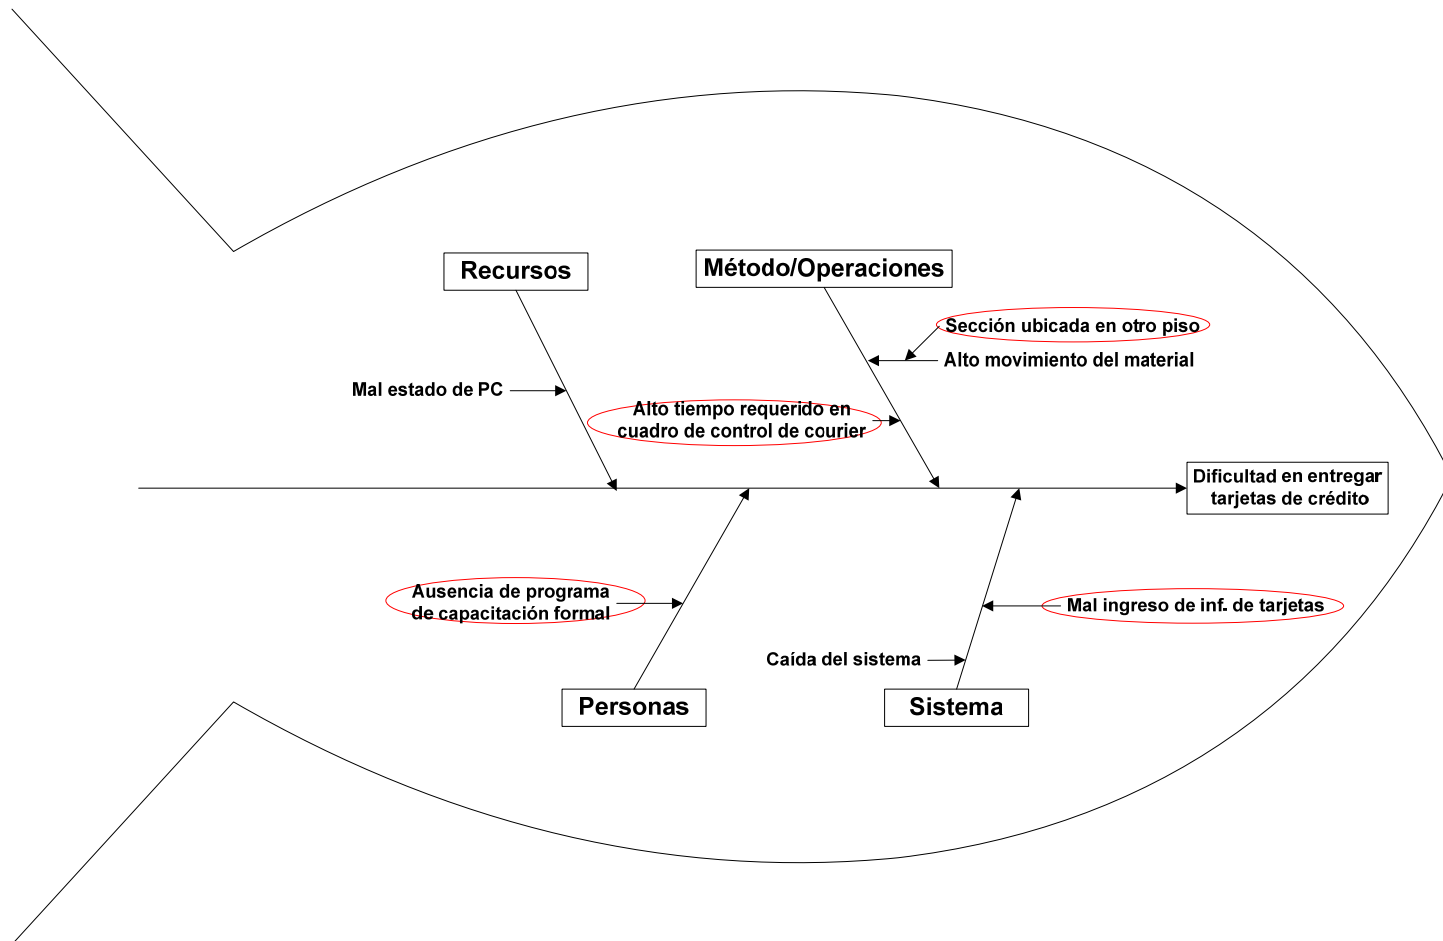 Recursos
Método/Operaciones
Sección ubicada en otro piso
Alto movimiento del material
Mal estado de PC
Alto tiempo requerido en
cuadro de control de courier
Dificultad en entregar
tarjetas de crédito
Ausencia de programa
de capacitación formal
Mal ingreso de inf. de tarjetas
Caída del sistema
Personas
Sistema